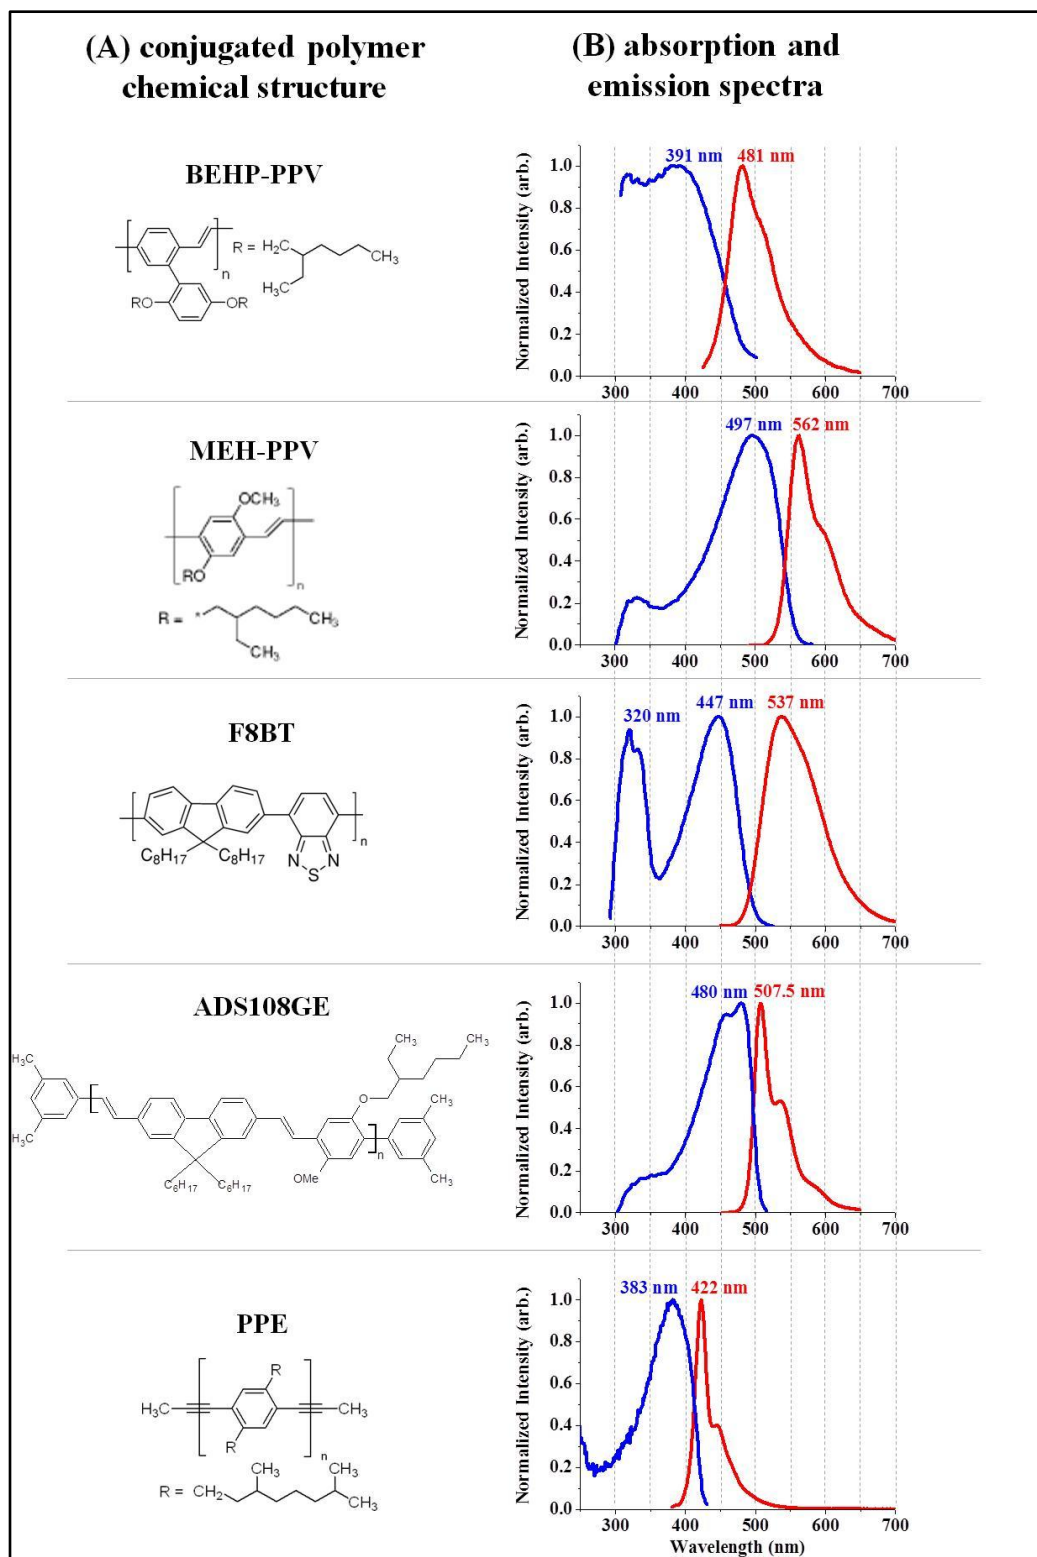 (A) conjugated polymer
chemical structure
(B) absorption and
emission spectra
BEHP-PPV
n
R = H₂C
CH₃
H₃C
RO
OR
391 nm
481 nm
Normalized Intensity (arb.)
1.0
0.8
0.6
0.4
0.2
0.0
300 400 500 600 700
MEH-PPV
OCH₃
RO
n
R = *
CH₃
CH₃
497 nm
562 nm
Normalized Intensity (arb.)
1.0
0.8
0.6
0.4
0.2
0.0
300 400 500 600 700
F8BT
n
C₈H₁₇
C₈H₁₇
N
S
N
320 nm
447 nm
537 nm
Normalized Intensity (arb.)
1.0
0.8
0.6
0.4
0.2
0.0
300 400 500 600 700
ADS108GE
CH₃
CH₃
H₃C
O
CH₃
CH₃
n
OMe
CH₃
C₆H₁₇
C₆H₁₇
480 nm
507.5 nm
Normalized Intensity (arb.)
1.0
0.8
0.6
0.4
0.2
0.0
300 400 500 600 700
PPE
R
H₃C
CH₃
R
n
CH₃
CH₃
R = CH₂
CH₃
383 nm
422 nm
Normalized Intensity (arb.)
1.0
0.8
0.6
0.4
0.2
0.0
300 400 500 600 700
Wavelength (nm)